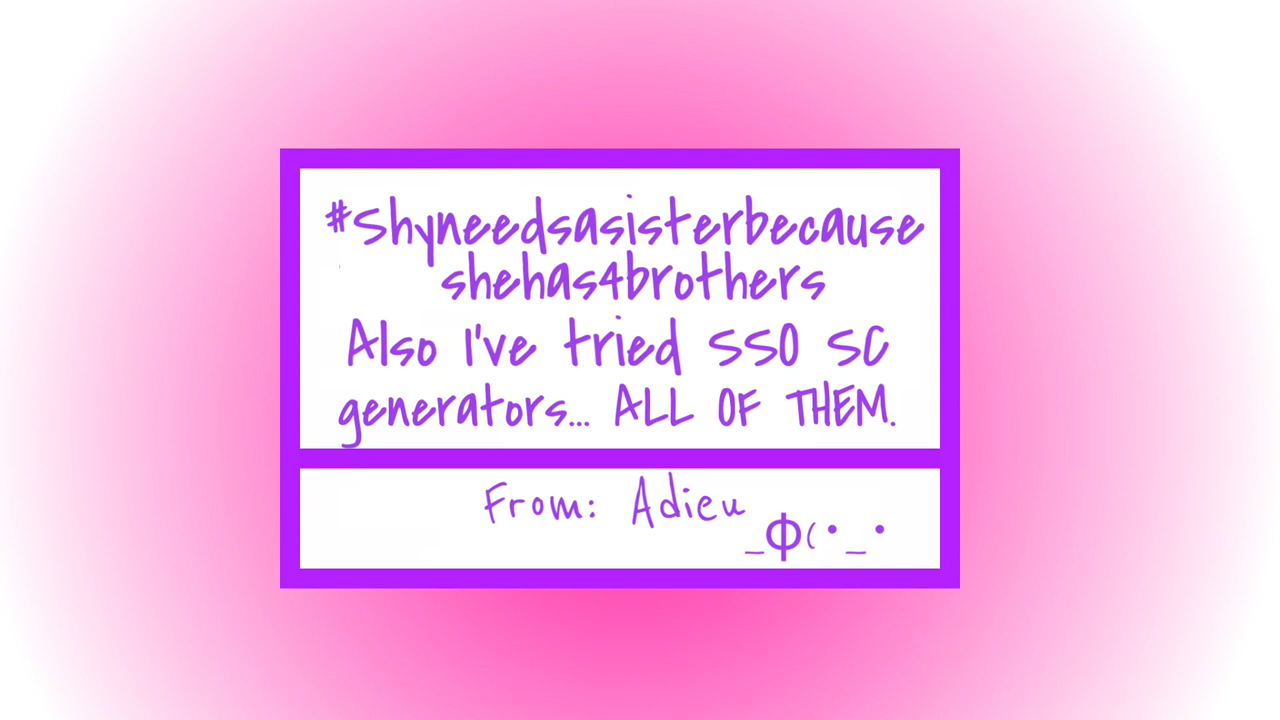 #Shyneedsasisterbecause
shehas4brothers
Also I've tried SSO SC
generators... ALL OF THEM.
From: Adieu
_φ(•_•